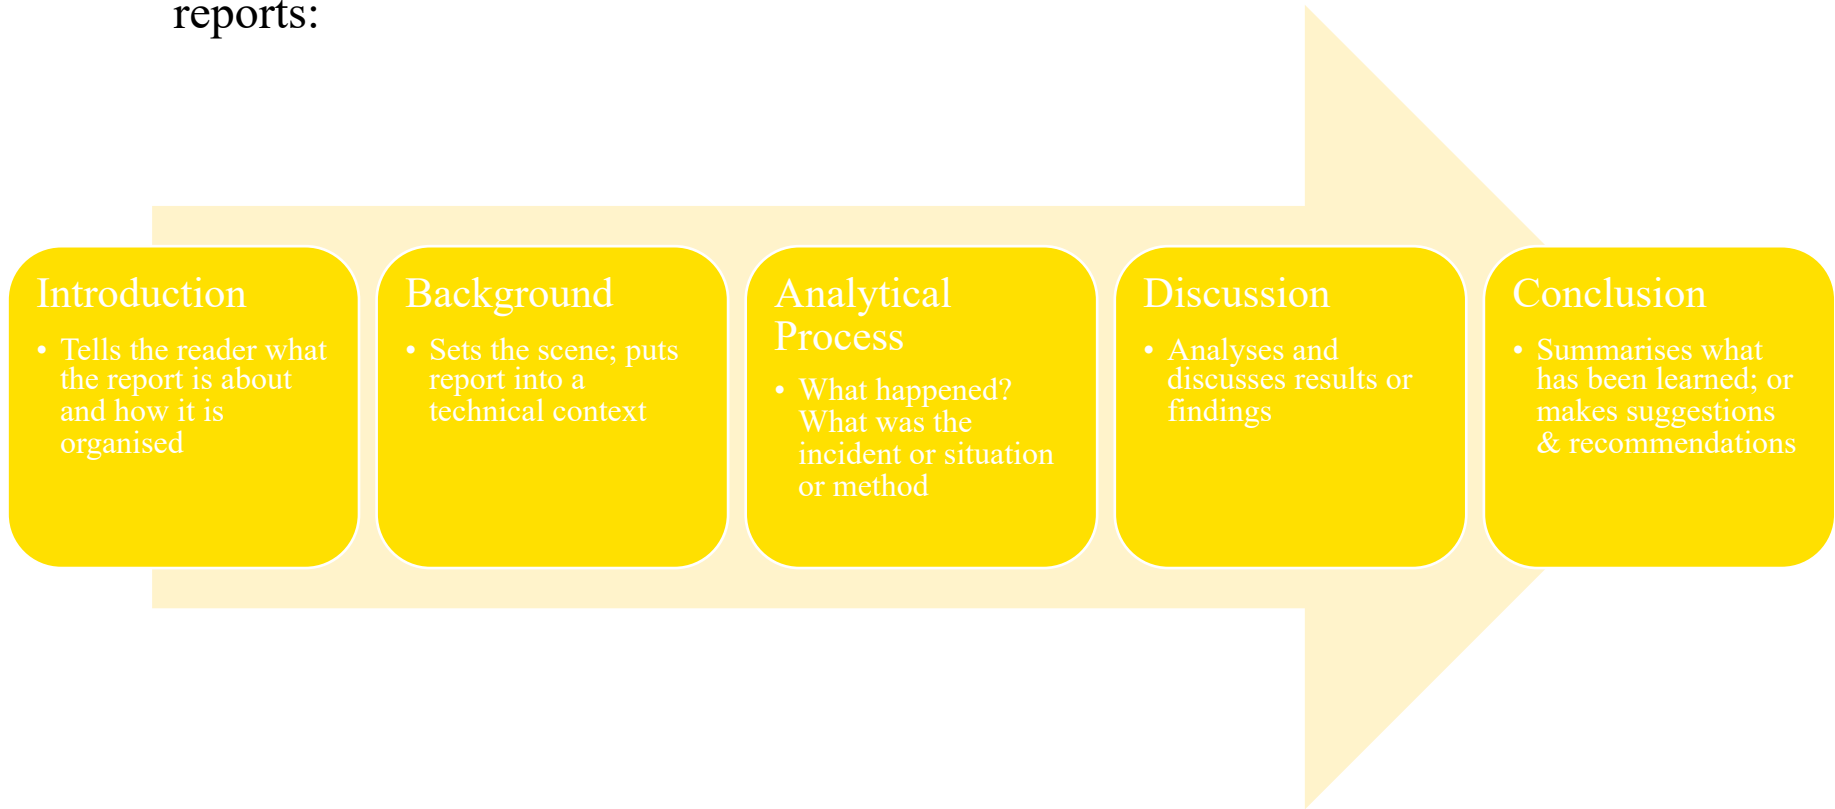 reports:
Introduction
• Tells the reader what
the report is about
and how it is
organised
Background
• Sets the scene; puts
report into a
technical context
Analytical
Process
• What happened?
What was the
incident or situation
or method
Discussion
• Analyses and
discusses results or
findings
Conclusion
• Summarises what
has been learned; or
makes suggestions
& recommendations